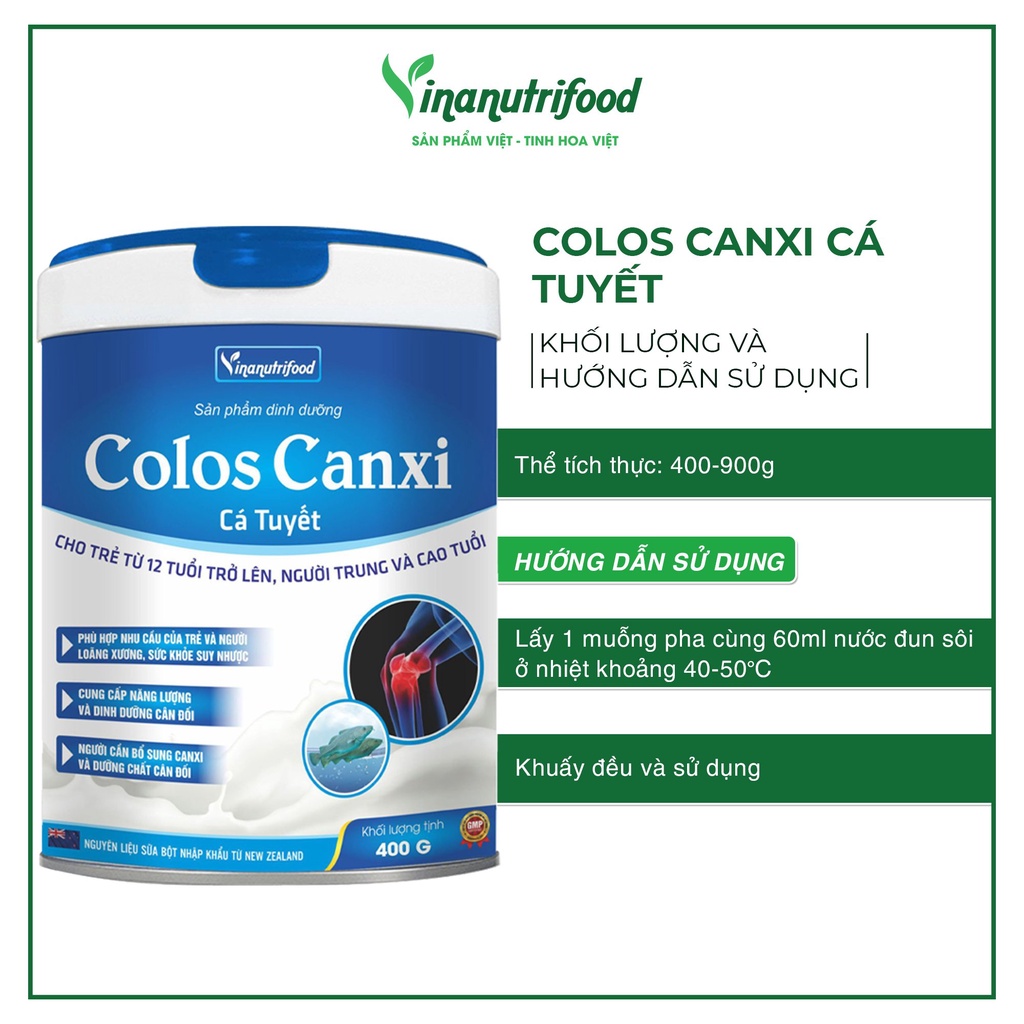 Vinanutrifood
SẢN PHẨM VIỆT - TINH HOA VIỆT
COLOS CANXI CÁ
TUYẾT
KHỐI LƯỢNG VÀ
HƯỚNG DẪN SỬ DỤNG
Thể tích thực: 400-900g
HƯỚNG DẪN SỬ DỤNG
Lấy 1 muỗng pha cùng 60ml nước đun sôi
ở nhiệt khoảng 40-50°C
Khuấy đều và sử dụng
Vinanutrifood
Sản phẩm dinh dưỡng
Colos Canxi
Cá Tuyết
CHO TRẺ TỪ 12 TUỔI TRỞ LÊN, NGƯỜI TRUNG VÀ CAO TUỔI
PHÙ HỢP NHU CẦU CỦA TRẺ VÀ NGƯỜI
LOÃNG XƯƠNG, SỨC KHỎE SUY NHƯỢC
CUNG CẤP NĂNG LƯỢNG
VÀ DINH DƯỠNG CÂN ĐỐI
NGƯỜI CẦN BỔ SUNG CANXI
VÀ DƯỠNG CHẤT CÂN ĐỐI
NGUYÊN LIỆU SỮA BỘT NHẬP KHẨU TỪ NEW ZEALAND
Khối lượng tịnh
400 G
GMP